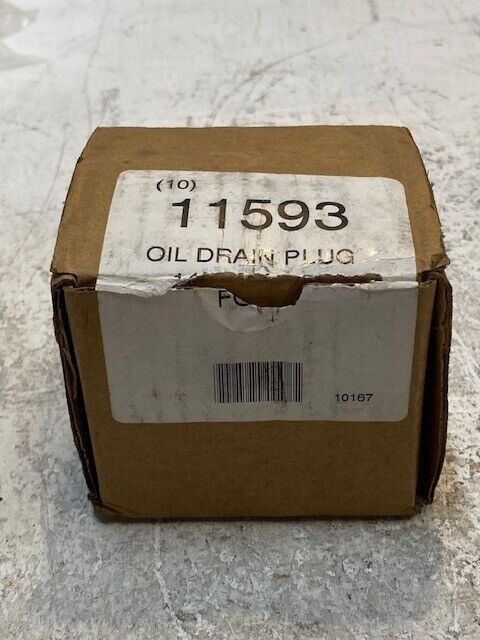 (10)
11593
OIL DRAIN PLUG
10167